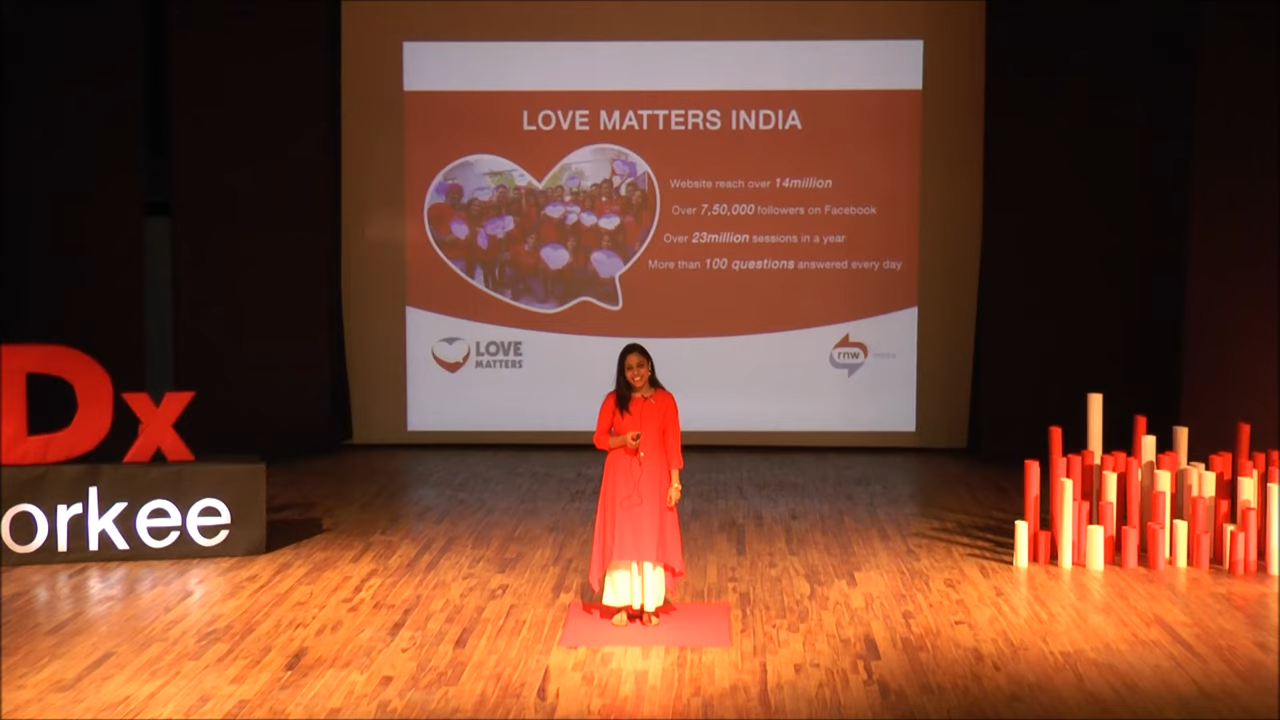 LOVE MATTERS INDIA
Website reach over 14million
Over 7,50,000 followers on Facebook
Over 23million sessions in a year
More than 100 questions answered every day
LOVE
MATTERS
rnw
Dx
orkee